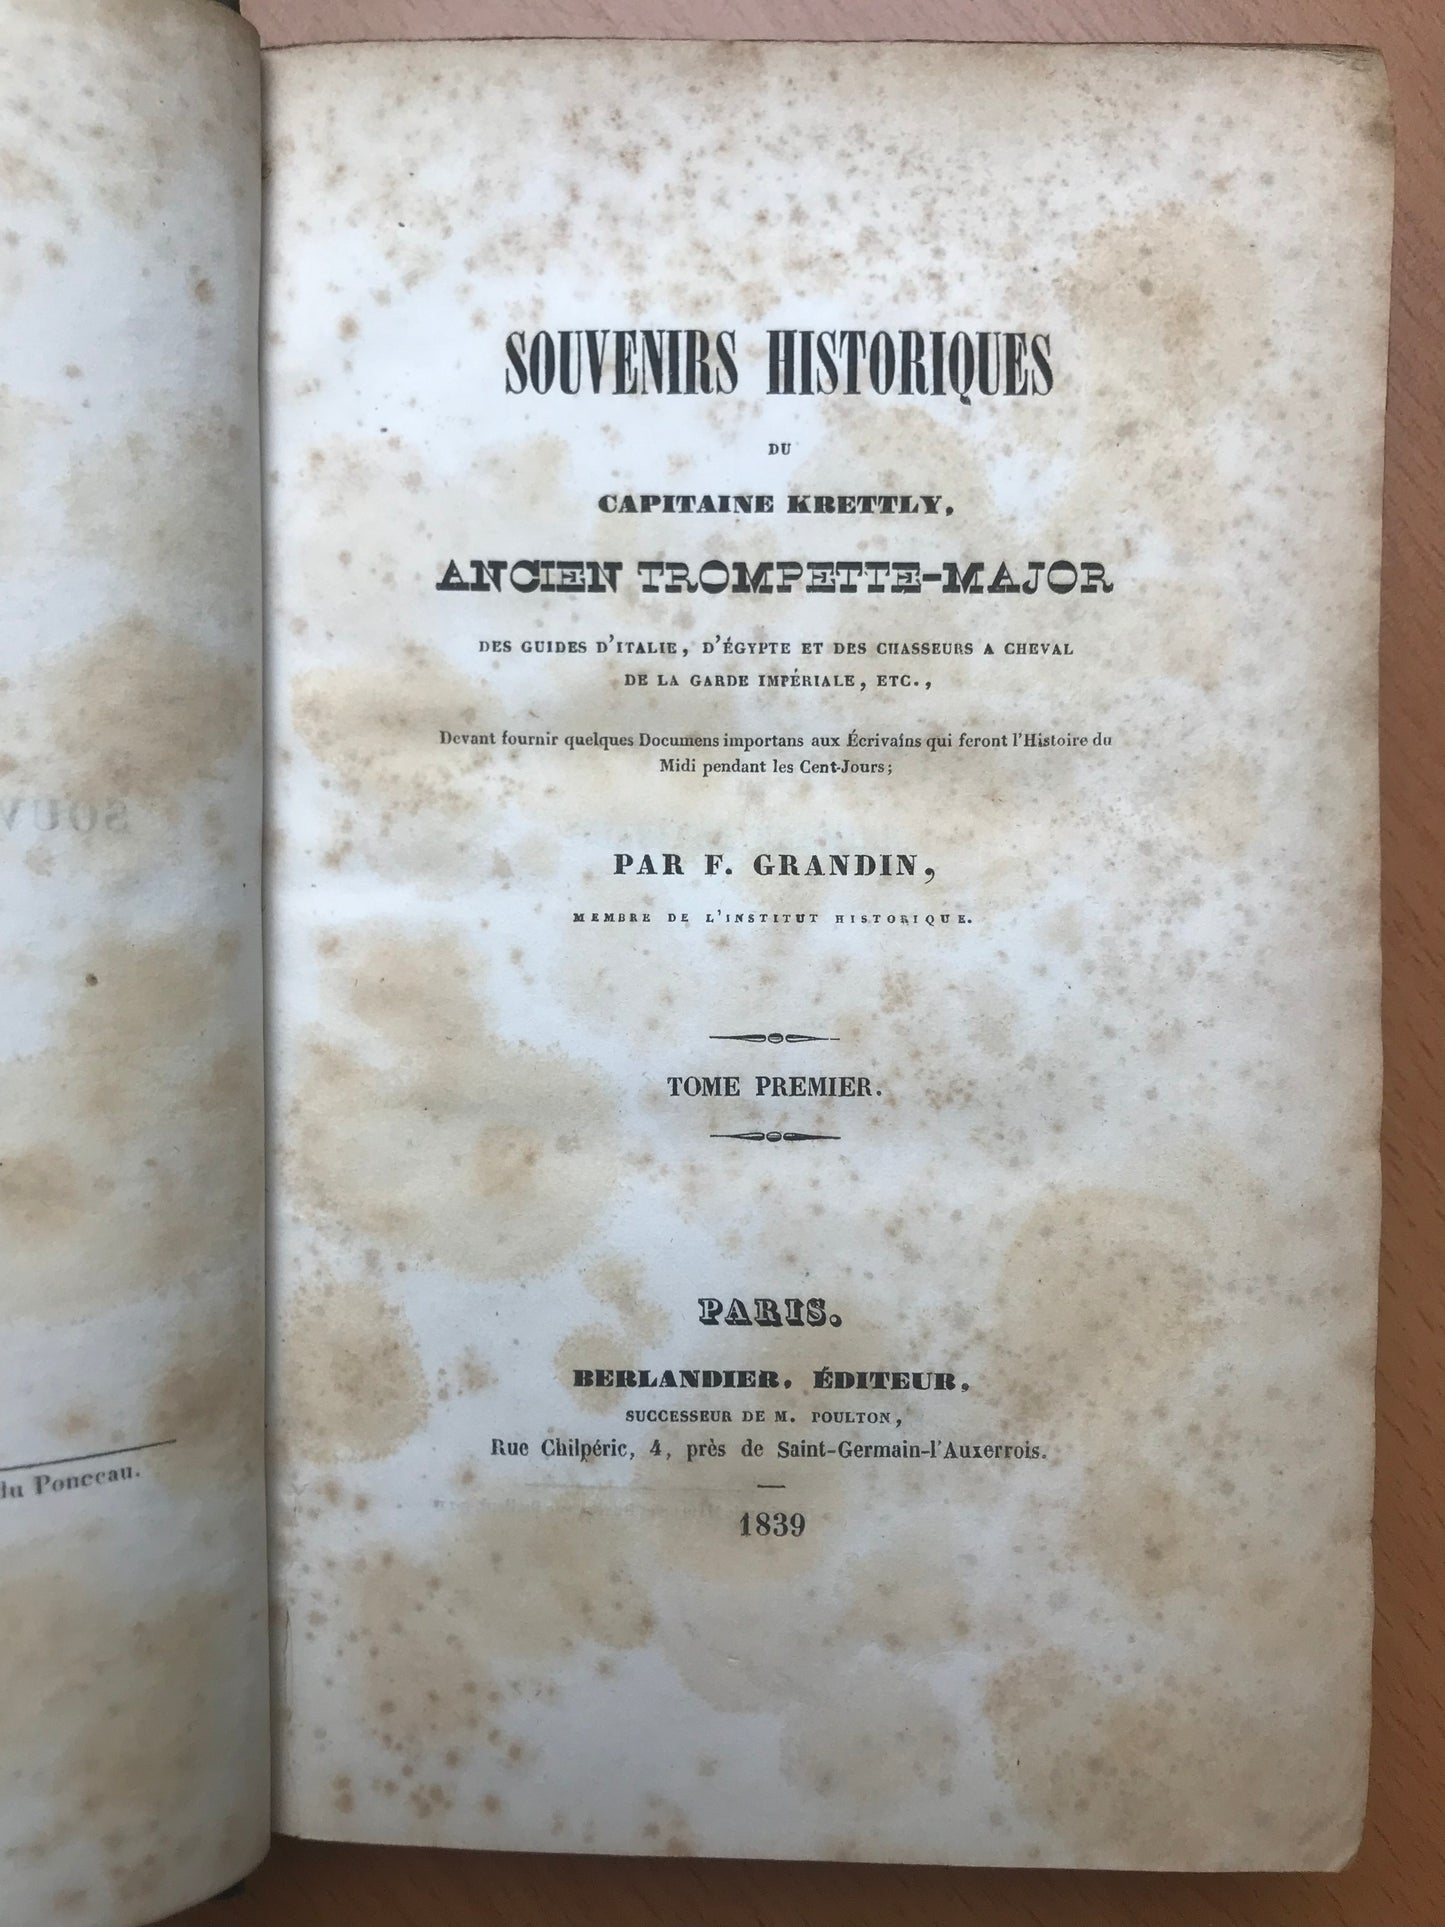 SOUV
du Ponceau.
SOUVENIRS HISTORIQUES
DU
CAPITAINE KRETTLY,
ANCIEN TROMPETTE-MAJOR
DES GUIDES D'ITALIE, D'ÉGYPTE ET DES CHASSEURS A CHEVAL
DE LA GARDE IMPÉRIALE, ETC.,
Devant fournir quelques Documens importans aux Écrivains qui feront l'Histoire du
Midi pendant les Cent-Jours;
PAR F. GRANDIN,
MEMBRE DE L'INSTITUT HISTORIQUE.
TOME PREMIER.
PARIS.
BERLANDIER, ÉDITEUR,
SUCCESSEUR DE M. POULTON,
Rue Chilpéric, 4, près de Saint-Germain-l'Auxerrois.
1839